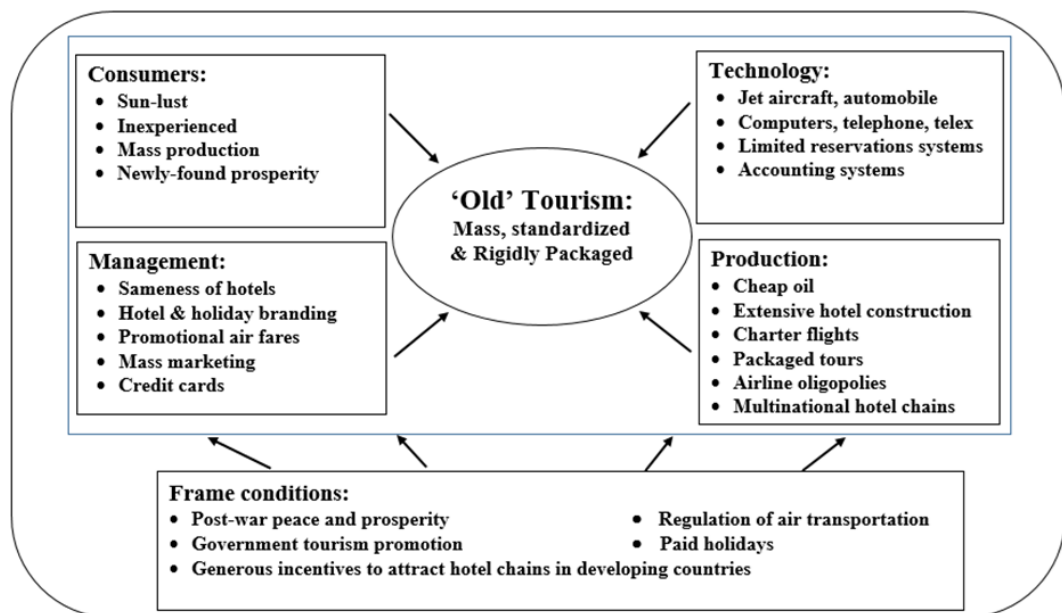 Consumers:
• Sun-lust
• Inexperienced
• Mass production
• Newly-found prosperity
Technology:
• Jet aircraft, automobile
• Computers, telephone, telex
• Limited reservations systems
• Accounting systems
‘Old’ Tourism:
Mass, standardized
& Rigidly Packaged
Management:
• Sameness of hotels
• Hotel & holiday branding
• Promotional air fares
• Mass marketing
• Credit cards
Production:
• Cheap oil
• Extensive hotel construction
• Charter flights
• Packaged tours
• Airline oligopolies
• Multinational hotel chains
Frame conditions:
• Post-war peace and prosperity
• Government tourism promotion
• Generous incentives to attract hotel chains in developing countries
• Regulation of air transportation
• Paid holidays